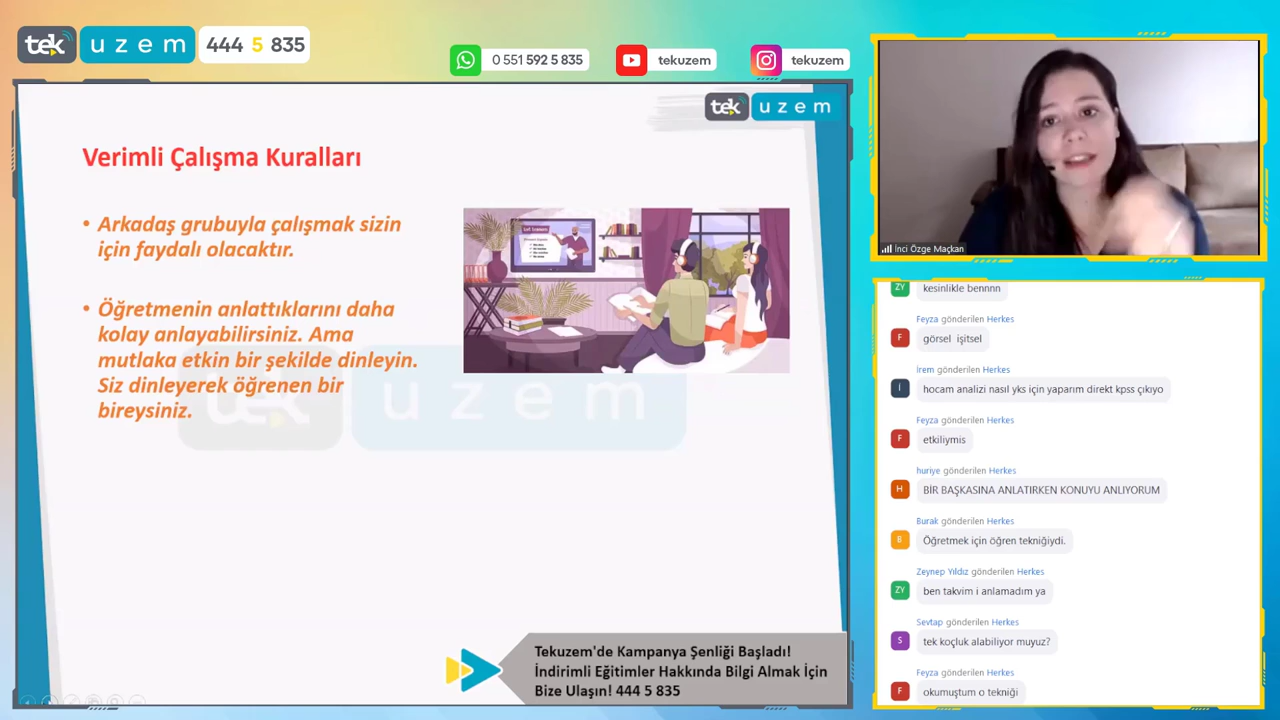 tek uzem 444 5 835
0 551 592 5 835
tekuzem
tekuzem
tek uzem
Verimli Çalışma Kuralları
• Arkadaş grubuyla çalışmak sizin
için faydalı olacaktır.
• Öğretmenin anlattıklarını daha
kolay anlayabilirsiniz. Ama
mutlaka etkin bir şekilde dinleyin.
Siz dinleyerek öğrenen bir
bireysiniz.
tek uzem
Tekuzem'de Kampanya Şenliği Başladı!
İndirimli Eğitimler Hakkında Bilgi Almak İçin
Bize Ulaşın! 444 5 835
İnci Özge Maçkan
ZY kesinlikle bennnn
Feyza gönderilen Herkes
F görsel işitsel
İrem gönderilen Herkes
İ hocam analizi nasıl yks için yaparım direkt kpss çıkıyo
Feyza gönderilen Herkes
F etkiliymis
huriye gönderilen Herkes
H BİR BAŞKASINA ANLATIRKEN KONUYU ANLIYORUM
Burak gönderilen Herkes
B Öğretmek için öğren tekniğiydi.
Zeynep Yıldız gönderilen Herkes
ZY ben takvim i anlamadım ya
Sevtap gönderilen Herkes
S tek koçluk alabiliyor muyuz?
Feyza gönderilen Herkes
F okumuştum o tekniği